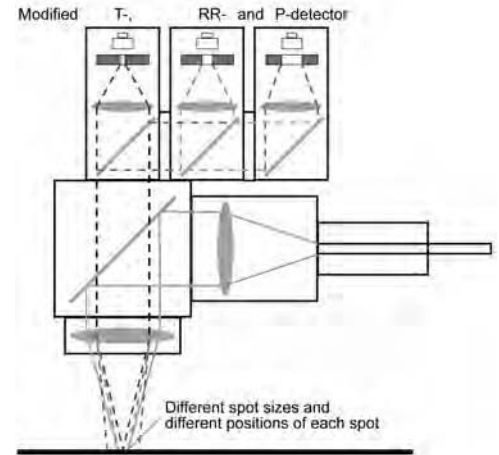 Modified T-, RR- and P-detector
Different spot sizes and
different positions of each spot